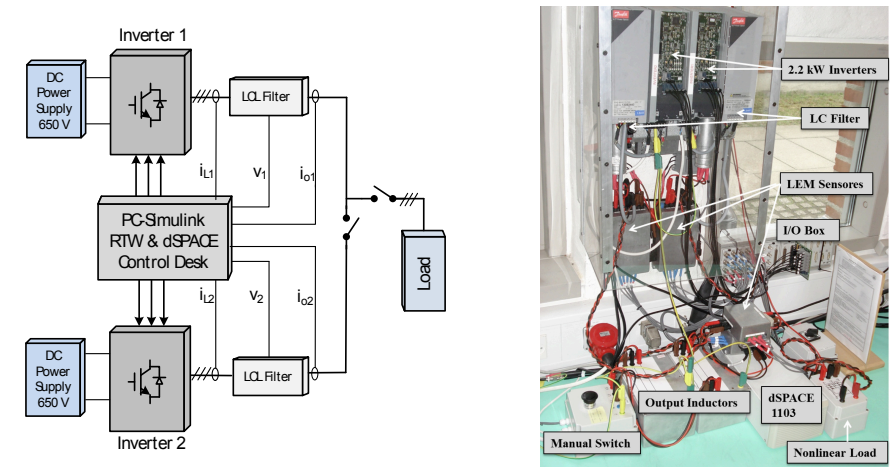 Inverter 1
DC
Power
Supply
650 V
LCL Filter
iL1
v1
io1
PC-Simulink
RTW & dSPACE
Control Desk
Load
iL2
v2
io2
DC
Power
Supply
650 V
LCL Filter
Inverter 2
Danfoss
2.2 kW Inverters
LC Filter
LEM Sensores
I/O Box
Output Inductors
dSPACE
1103
Manual Switch
Nonlinear Load